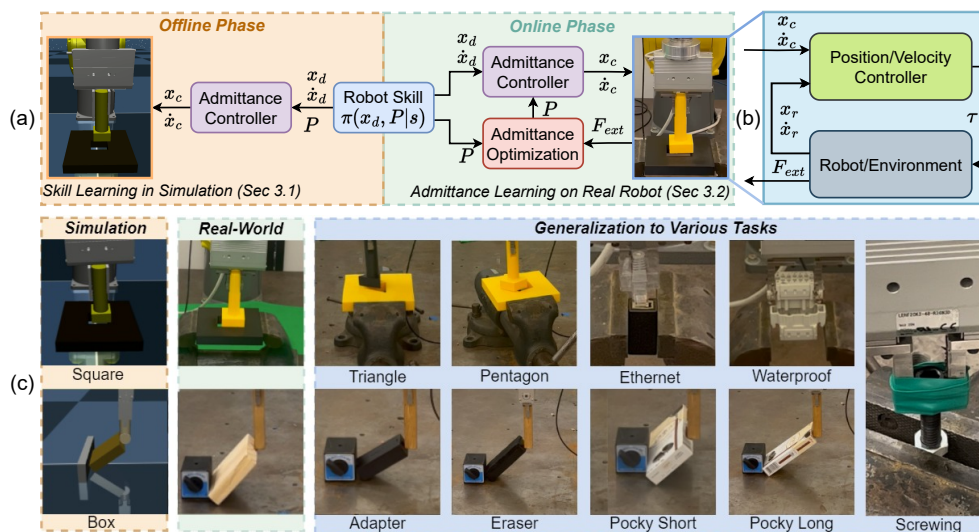 Offline Phase
Online Phase
(a)
x_c
ẋ_c
Admittance
Controller
x_d
ẋ_d
P
Robot Skill
π(x_d, P|s)
x_d
ẋ_d
P
Admittance
Controller
P
Admittance
Optimization
x_c
ẋ_c
F_ext
Skill Learning in Simulation (Sec 3.1)
Admittance Learning on Real Robot (Sec 3.2)
(b)
x_c
ẋ_c
Position/Velocity
Controller
x_r
ẋ_r
τ
F_ext
Robot/Environment
(c)
Simulation
Real-World
Generalization to Various Tasks
Square
Triangle
Pentagon
Ethernet
Waterproof
Box
Adapter
Eraser
Pocky Short
Pocky Long
Screwing